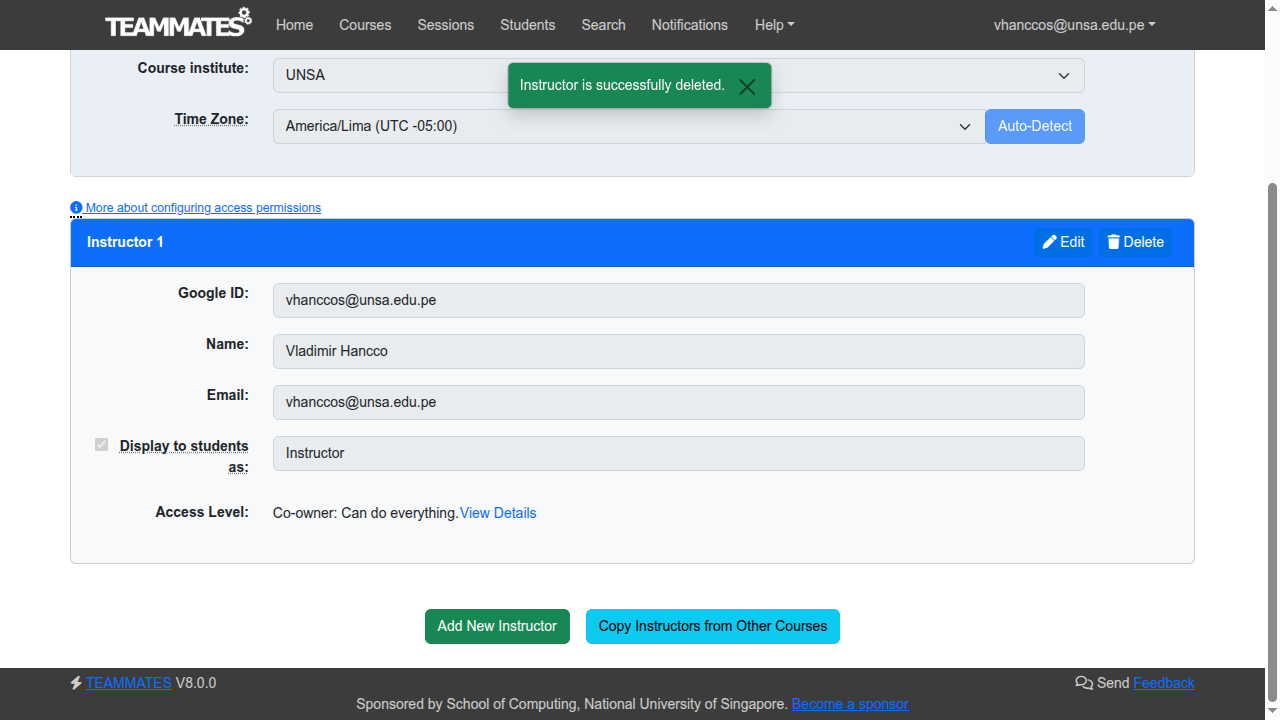 TEAMMATES Home Courses Sessions Students Search Notifications Help vhanccos@unsa.edu.pe
Course institute: UNSA
Instructor is successfully deleted.
Time Zone: America/Lima (UTC -05:00) Auto-Detect
More about configuring access permissions
Instructor 1 Edit Delete
Google ID: vhanccos@unsa.edu.pe
Name: Vladimir Hancco
Email: vhanccos@unsa.edu.pe
Display to students as: Instructor
Access Level: Co-owner: Can do everything.View Details
Add New Instructor Copy Instructors from Other Courses
TEAMMATES V8.0.0 Send Feedback
Sponsored by School of Computing, National University of Singapore. Become a sponsor